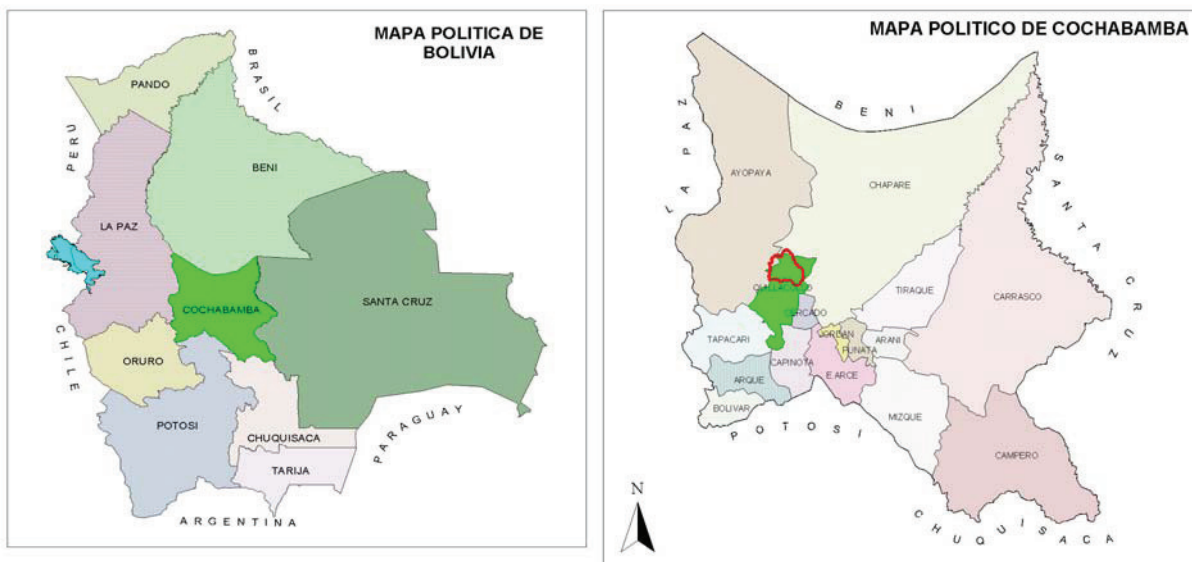 MAPA POLITICA DE
BOLIVIA
PANDO
BRASIL
PERU
BENI
LA PAZ
COCHABAMBA
SANTA CRUZ
CHILE
ORURO
POTOSI
CHUQUISACA
TARIJA
PARAGUAY
ARGENTINA
MAPA POLITICO DE COCHABAMBA
LA PAZ
BENI
AYOPAYA
CHAPARE
SANTA CRUZ
QUILLACOLLO
TIRAQUE
CARRASCO
CERCADO
TAPACARI
JORDAN
PUNATA
ARANI
CAPINOTA
ARQUE
E.ARCE
BOLIVAR
MIZQUE
POTOSI
CAMPERO
N
CHUQUISACA